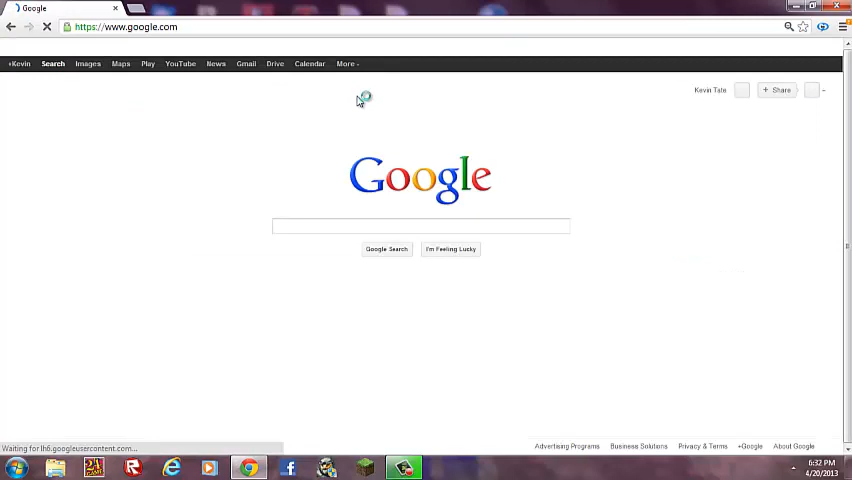 Google
https://www.google.com
+Kevin Search Images Maps Play YouTube News Gmail Drive Calendar More
Kevin Tate + Share
Google
Google Search I'm Feeling Lucky
Waiting for lh6.googleusercontent.com...
Advertising Programs Business Solutions Privacy & Terms +Google About Google
6:32 PM
4/20/2013